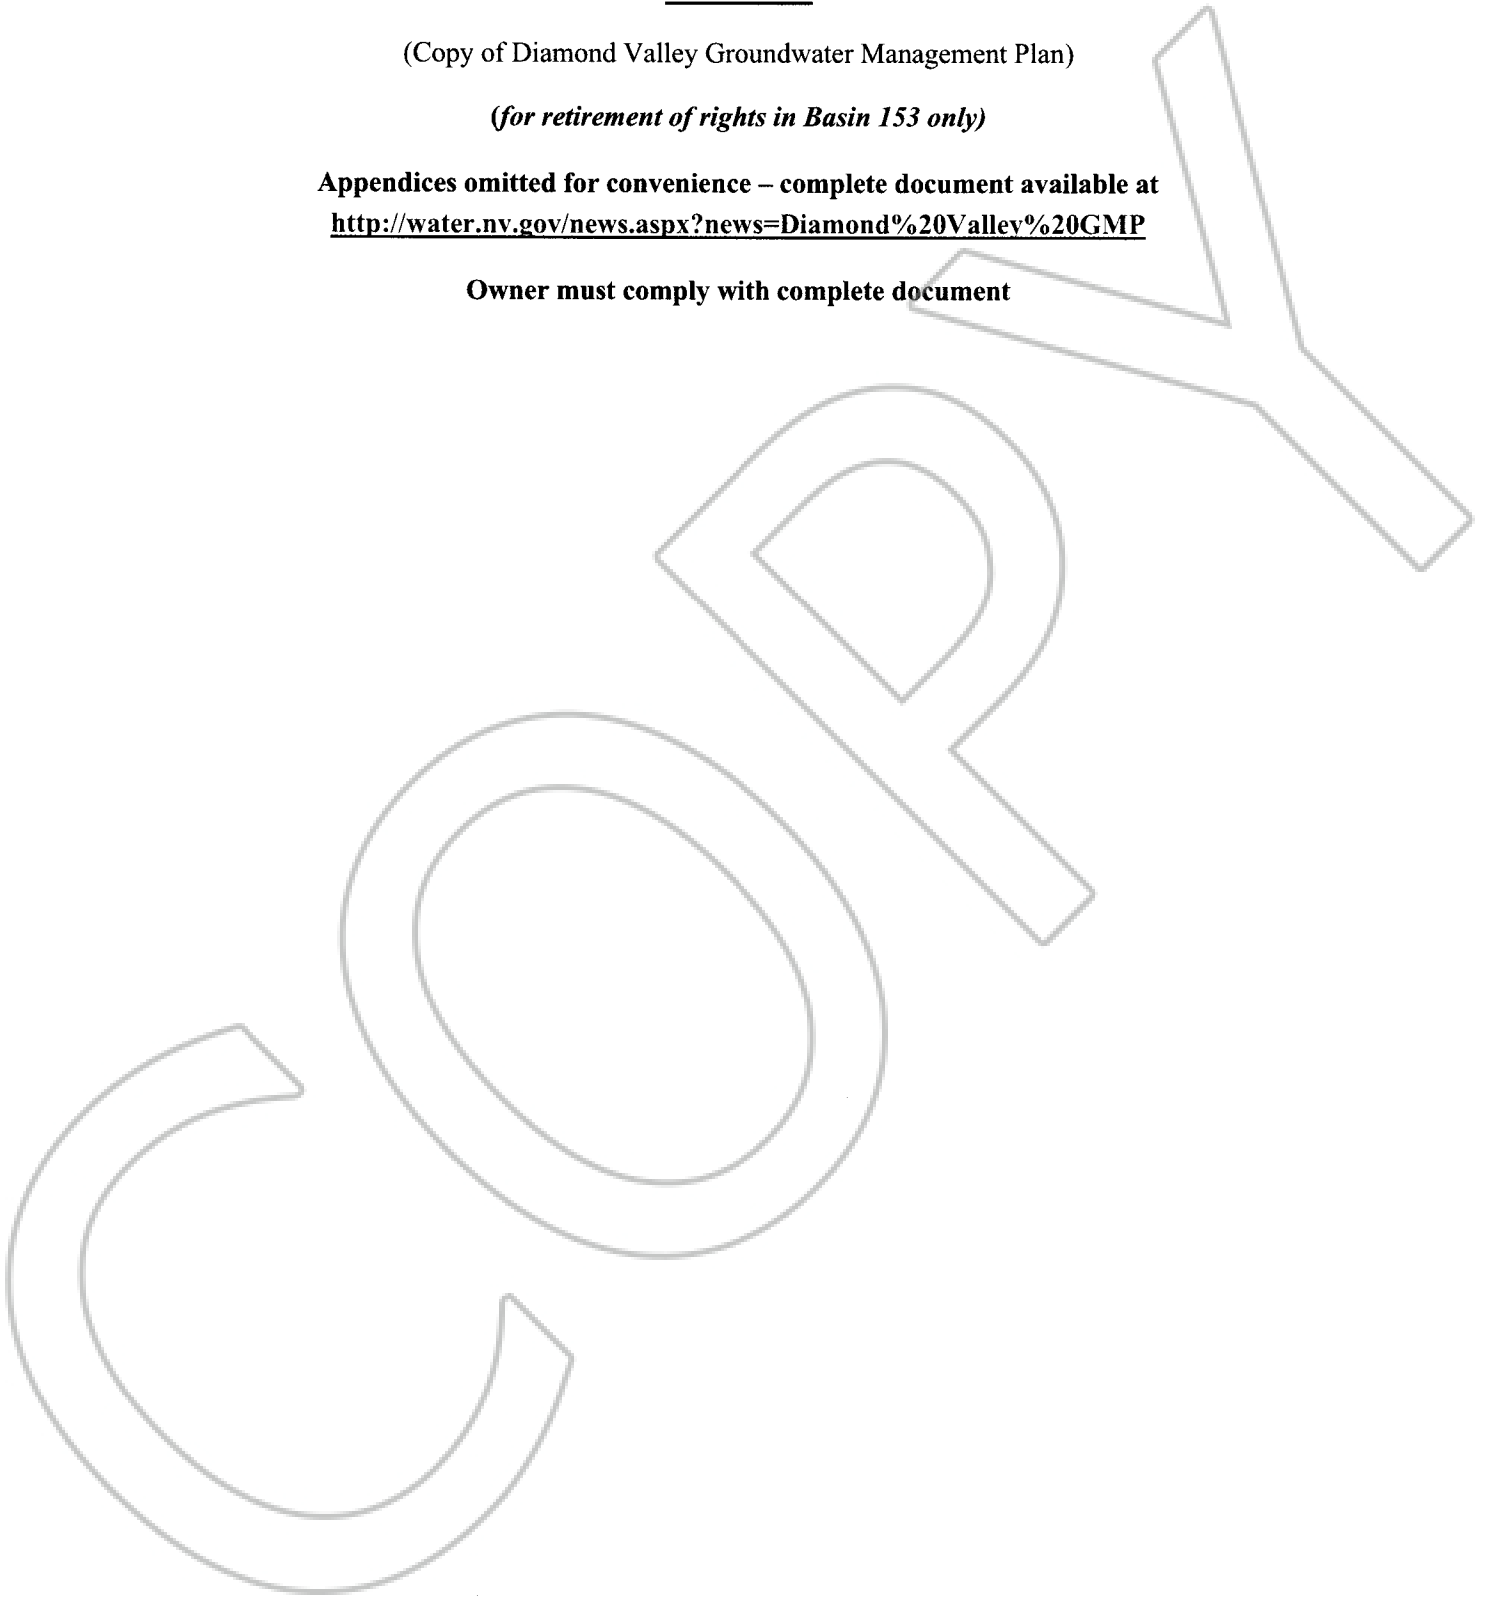 (Copy of Diamond Valley Groundwater Management Plan)
(for retirement of rights in Basin 153 only)
Appendices omitted for convenience – complete document available at
http://water.nv.gov/news.aspx?news=Diamond%20Valley%20GMP
Owner must comply with complete document
COPY